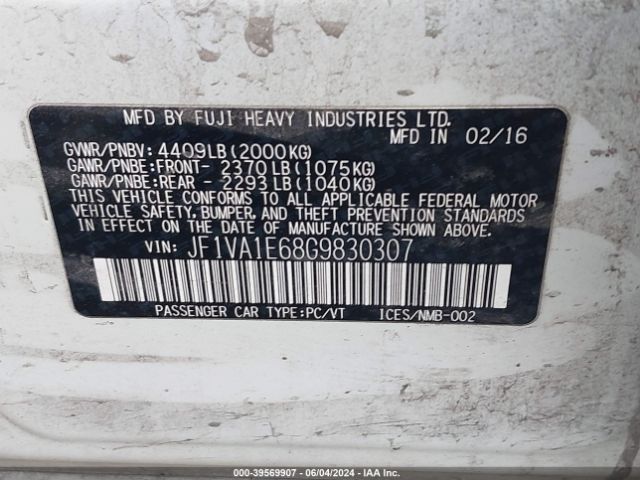 MFD BY FUJI HEAVY INDUSTRIES LTD.
MFD IN 02/16
GVWR/PNBV: 4409LB(2000KG)
GAWR/PNBE:FRONT- 2370LB(1075KG)
GAWR/PNBE:REAR - 2293LB(1040KG)
THIS VEHICLE CONFORMS TO ALL APPLICABLE FEDERAL MOTOR
VEHICLE SAFETY, BUMPER, AND THEFT PREVENTION STANDARDS
IN EFFECT ON THE DATE OF MANUFACTURE SHOWN ABOVE.
VIN: JF1VA1E68G9830307
PASSENGER CAR TYPE:PC/VT ICES/NMB-002
000-39569907 - 06/04/2024 - IAA Inc.